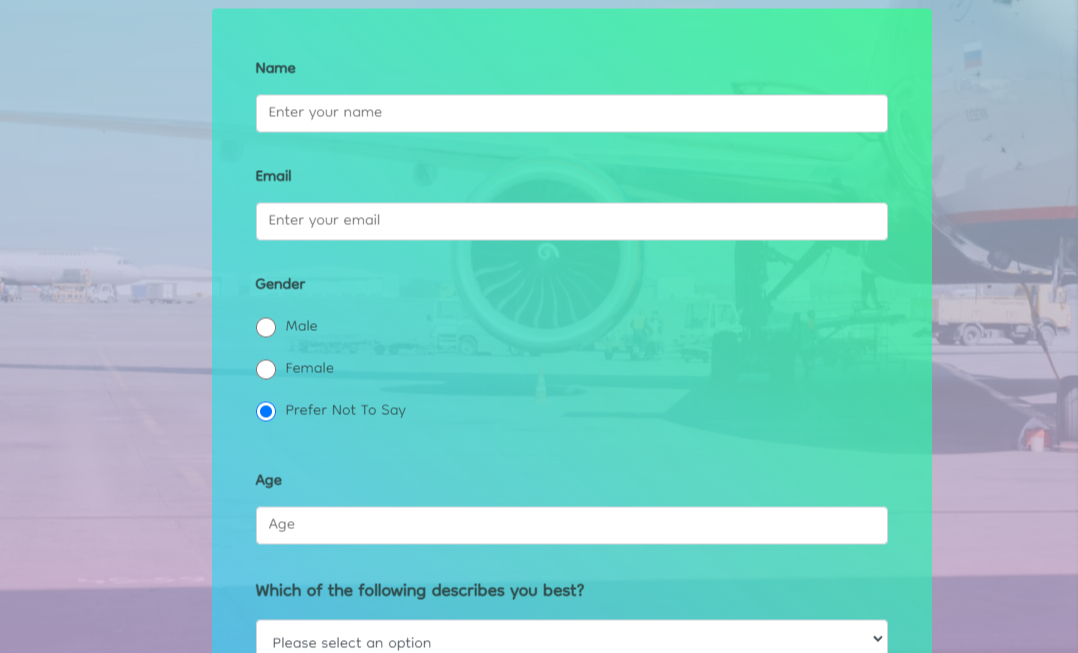 Name
Enter your name
Email
Enter your email
Gender
Male
Female
Prefer Not To Say
Age
Age
Which of the following describes you best?
Please select an option